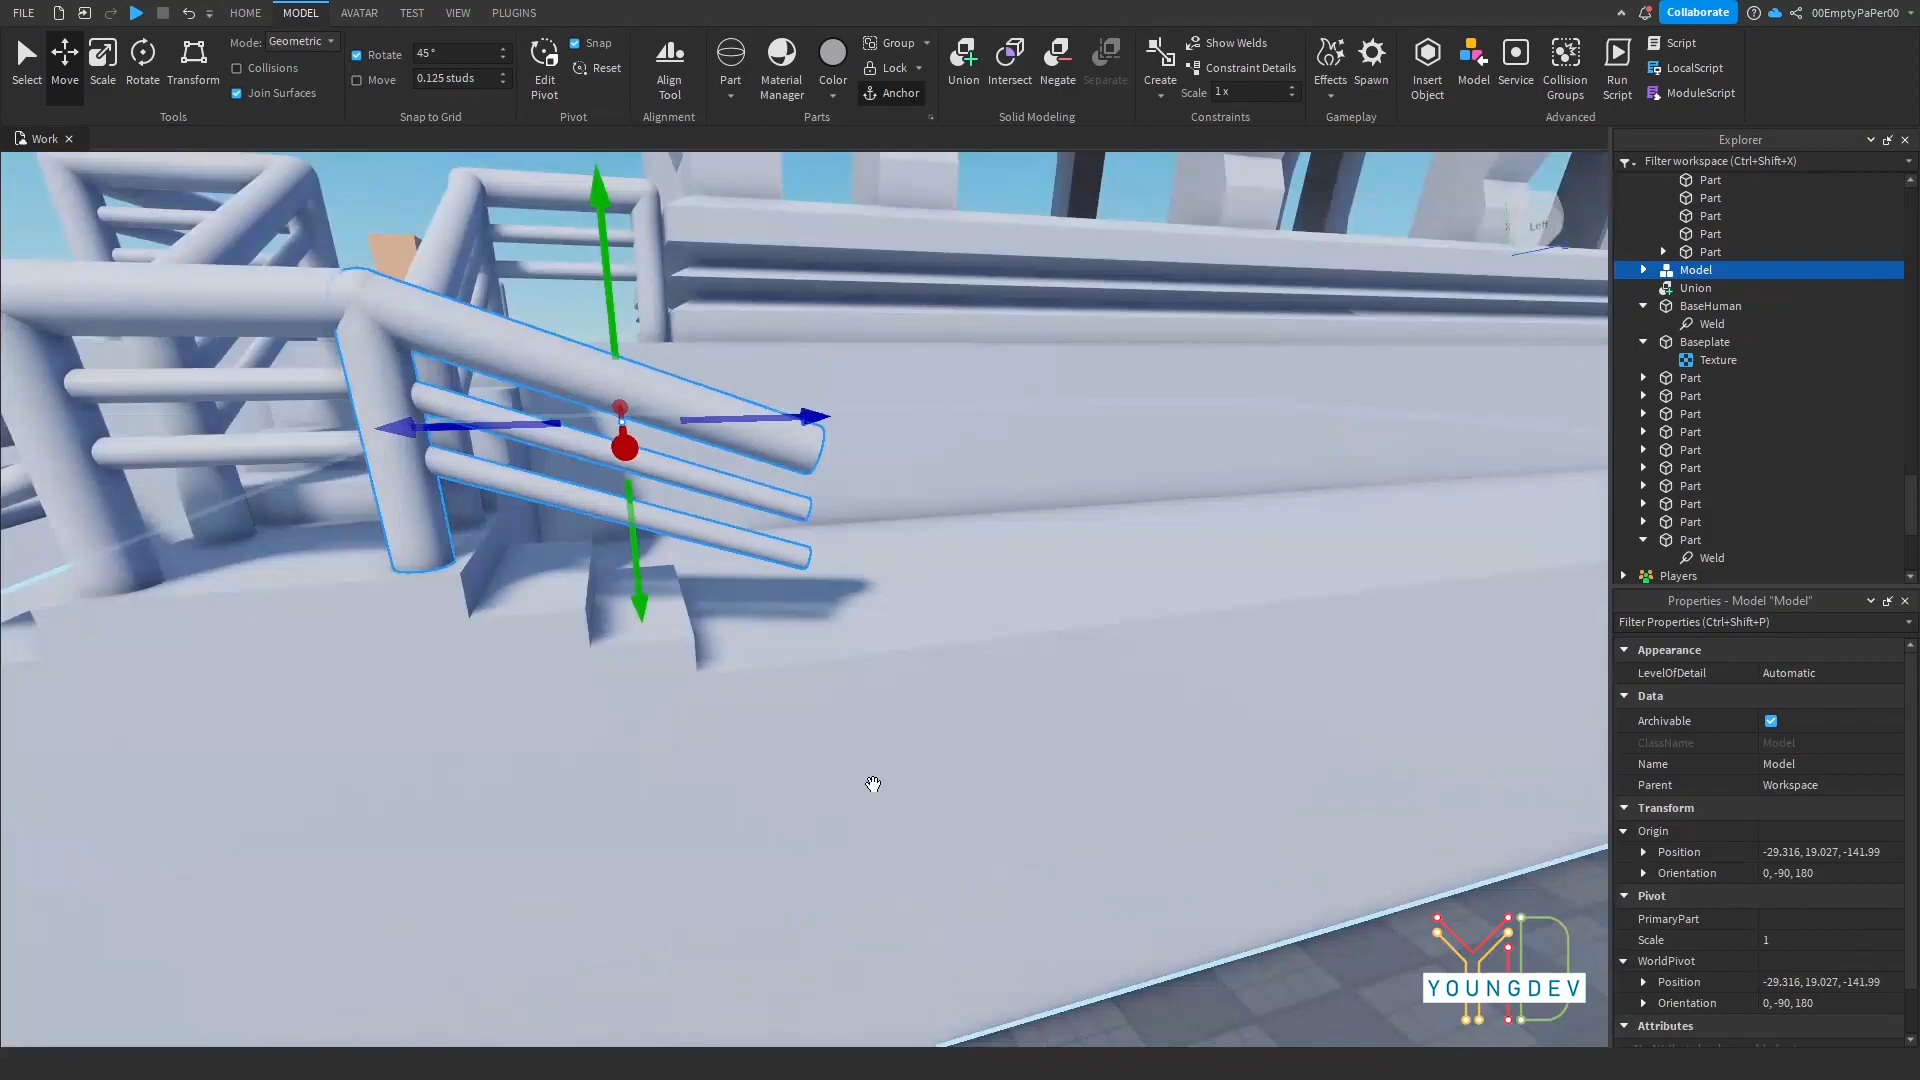 FILE HOME MODEL AVATAR TEST VIEW PLUGINS Collaborate 00EmptyPaPer00
Select Move Scale Rotate Transform
Mode: Geometric
Collisions
Join Surfaces
Tools
Rotate 45°
Move 0.125 studs
Snap to Grid
Edit Pivot
Snap
Reset
Pivot
Align Tool
Alignment
Part
Material Manager
Color
Group
Lock
Anchor
Parts
Union Intersect Negate Separate
Solid Modeling
Create
Show Welds
Constraint Details
Scale 1 x
Constraints
Effects Spawn
Gameplay
Insert Object
Model
Service
Collision Groups
Run Script
Script
LocalScript
ModuleScript
Advanced
Work
Left
Explorer
Filter workspace (Ctrl+Shift+X)
Part
Part
Part
Part
Part
Model
Union
BaseHuman
Weld
Baseplate
Texture
Part
Part
Part
Part
Part
Part
Part
Part
Part
Part
Weld
Players
Properties - Model "Model"
Filter Properties (Ctrl+Shift+P)
Appearance
LevelOfDetail Automatic
Data
Archivable
ClassName Model
Name Model
Parent Workspace
Transform
Origin
Position -29.316, 19.027, -141.99
Orientation 0, -90, 180
Pivot
PrimaryPart
Scale 1
WorldPivot
Position -29.316, 19.027, -141.99
Orientation 0, -90, 180
Attributes
YOUNGDEV